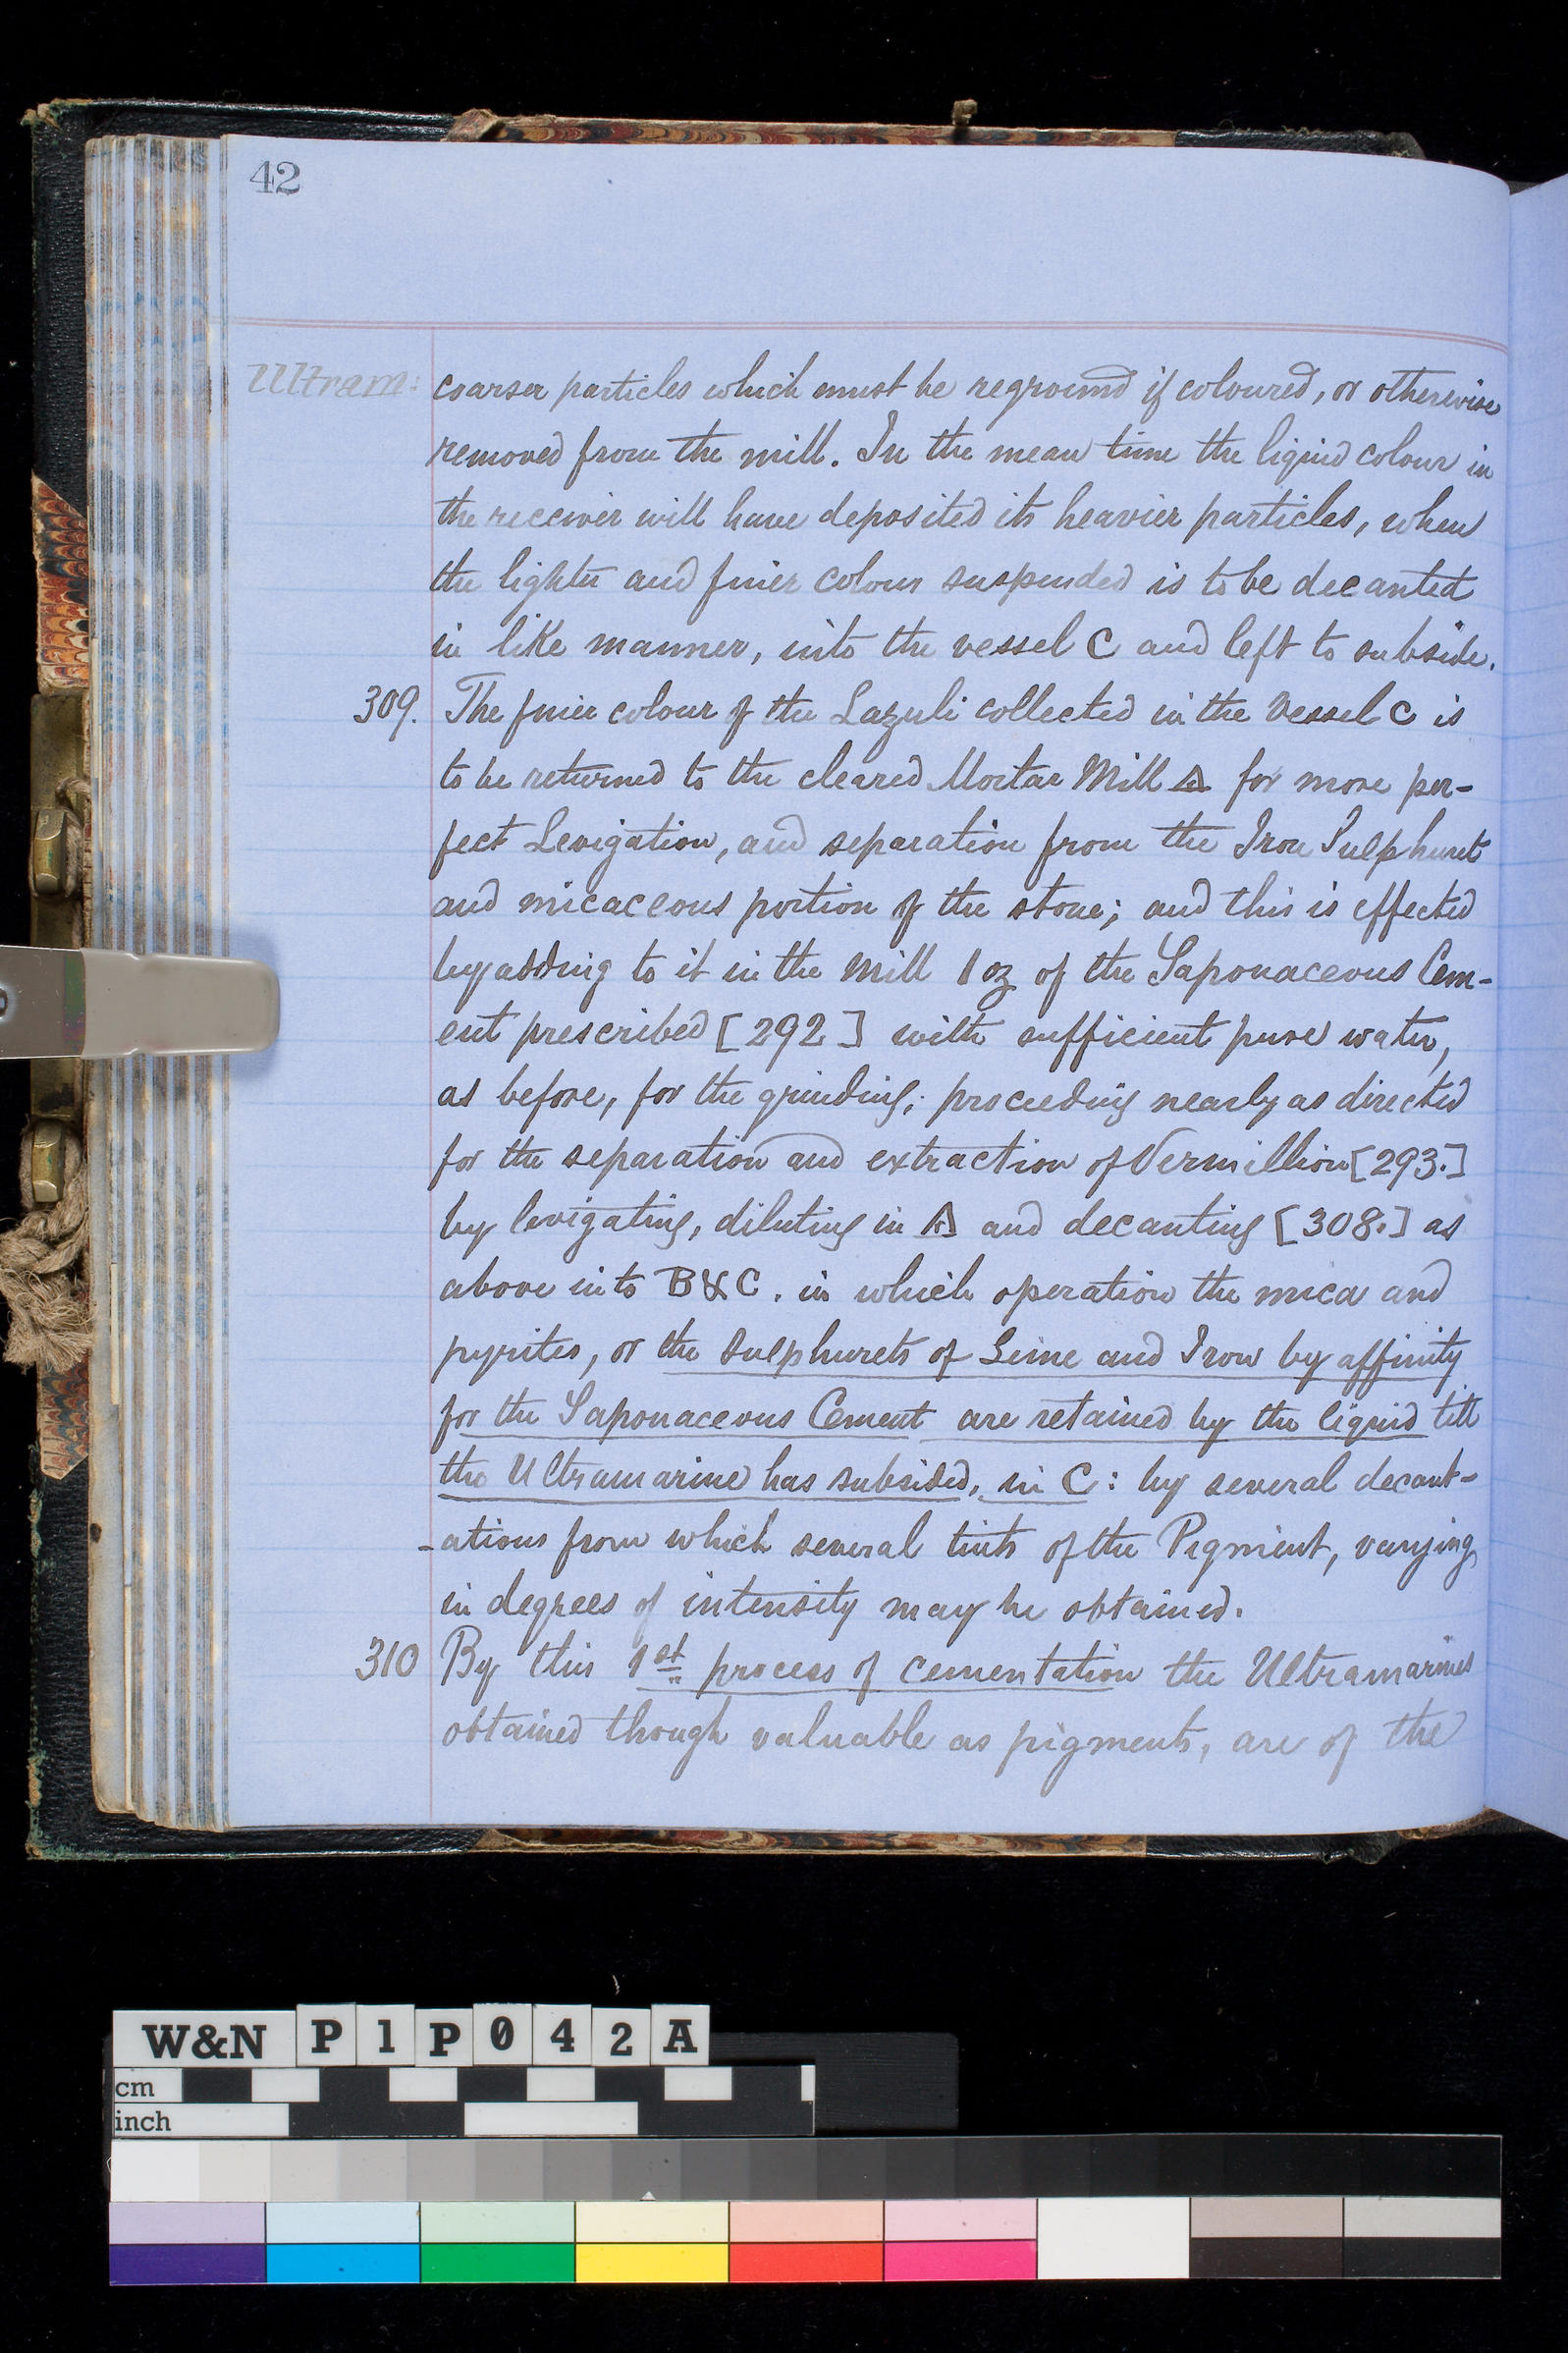 42
Ultram: coarser particles which must be reground if coloured, or otherwise
removed from the mill. In the mean time the liquid colour in
the receiver will have deposited its heavier particles, when
the lighter and finer colour suspended is to be decanted
in like manner, into the vessel C and left to subside.
309. The finer colour of the Lazuli collected in the Vessel C is
to be returned to the cleared Mortar Mill A for more per-
fect Levigation, and separation from the Iron Sulphuret
and micaceous portion of the stone; and this is effected
by adding to it in the Mill 1 oz of the Saponaceous Cem-
ent prescribed [292] with sufficient pure water,
as before, for the grinding; proceeding nearly as directed
for the separation and extraction of Vermillion [293.]
by levigating, diluting in A and decanting [308.] as
above into B & C. in which operation the mica and
pyrites, or the Sulphurets of Lime and Iron by affinity
for the Saponaceous Cement are retained by the liquid till
the Ultramarine has subsided, in C: by several decant-
-ations from which several tints of the Pigment, varying
in degrees of intensity may be obtained.
310 By this 1st process of cementation the Ultramarines
obtained though valuable as pigments, are of the
W&N P1P042A
cm
inch